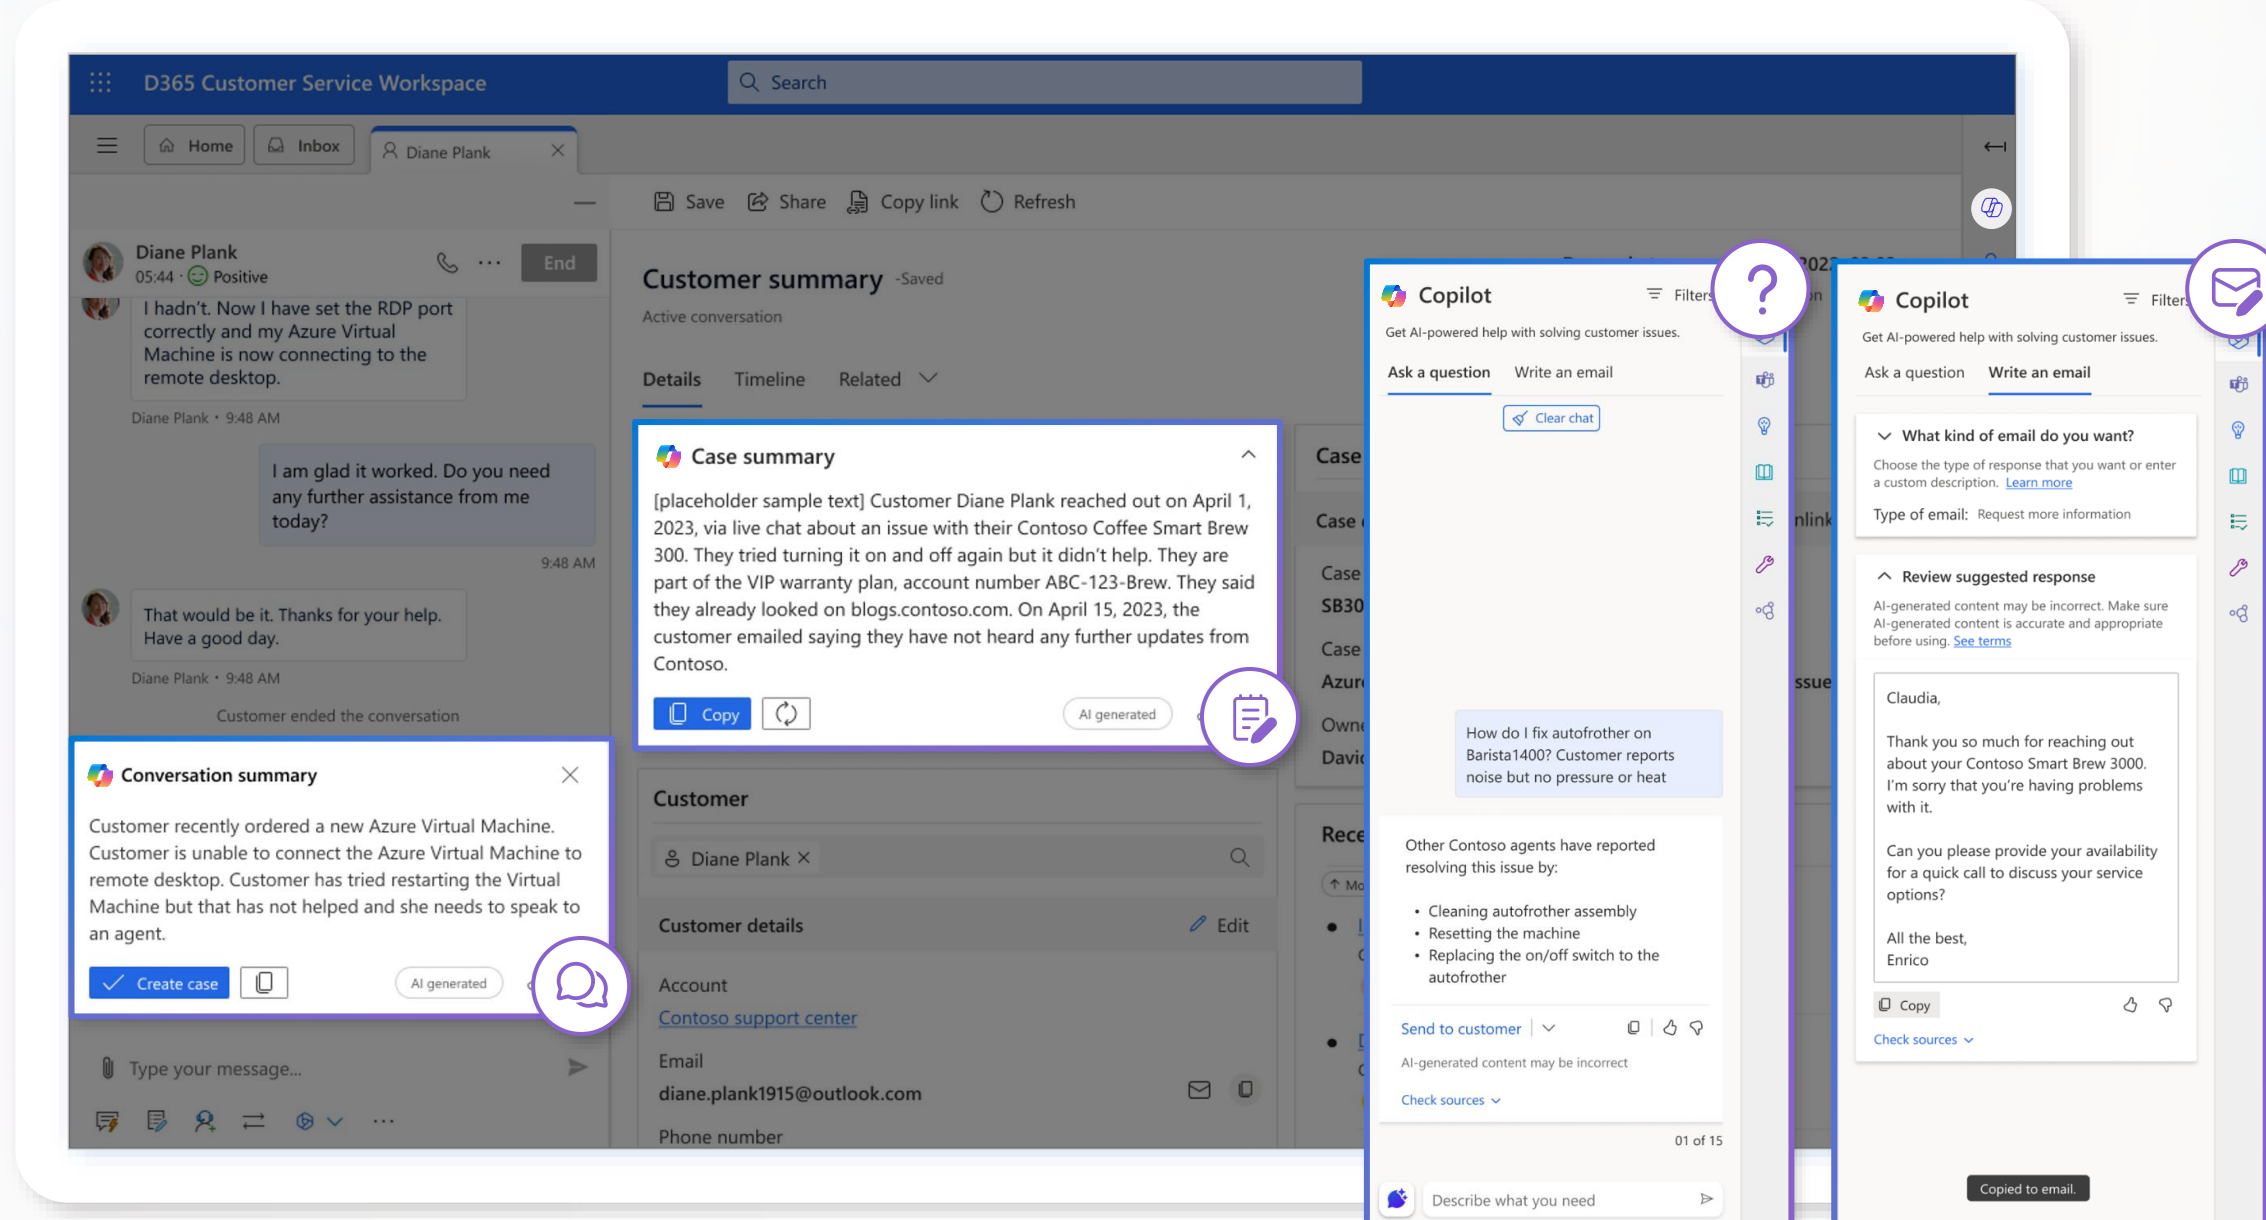 D365 Customer Service Workspace
Search
Home
Inbox
Diane Plank
Save
Share
Copy link
Refresh
Diane Plank
05:44 · Positive
End
I hadn't. Now I have set the RDP port
correctly and my Azure Virtual
Machine is now connecting to the
remote desktop.
Diane Plank • 9:48 AM
I am glad it worked. Do you need
any further assistance from me
today?
9:48 AM
That would be it. Thanks for your help.
Have a good day.
Diane Plank • 9:48 AM
Customer ended the conversation
Conversation summary
Customer recently ordered a new Azure Virtual Machine.
Customer is unable to connect the Azure Virtual Machine to
remote desktop. Customer has tried restarting the Virtual
Machine but that has not helped and she needs to speak to
an agent.
Create case
AI generated
Type your message...
Customer summary -Saved
Active conversation
Details
Timeline
Related
Case summary
[placeholder sample text] Customer Diane Plank reached out on April 1,
2023, via live chat about an issue with their Contoso Coffee Smart Brew
300. They tried turning it on and off again but it didn't help. They are
part of the VIP warranty plan, account number ABC-123-Brew. They said
they already looked on blogs.contoso.com. On April 15, 2023, the
customer emailed saying they have not heard any further updates from
Contoso.
Copy
AI generated
Customer
Diane Plank
Customer details
Edit
Account
Contoso support center
Email
diane.plank1915@outlook.com
Phone number
Case
Case
Case
SB30
Case
Azur
Owne
David
Rece
Mo
Copilot
Filters
Get AI-powered help with solving customer issues.
Ask a question
Write an email
Clear chat
How do I fix autofrother on
Barista1400? Customer reports
noise but no pressure or heat
Other Contoso agents have reported
resolving this issue by:
• Cleaning autofrother assembly
• Resetting the machine
• Replacing the on/off switch to the
autofrother
Send to customer
AI-generated content may be incorrect
Check sources
01 of 15
Describe what you need
nlink
ssue
Copilot
Filters
Get AI-powered help with solving customer issues.
Ask a question
Write an email
What kind of email do you want?
Choose the type of response that you want or enter
a custom description. Learn more
Type of email: Request more information
Review suggested response
AI-generated content may be incorrect. Make sure
AI-generated content is accurate and appropriate
before using. See terms
Claudia,
Thank you so much for reaching out
about your Contoso Smart Brew 3000.
I'm sorry that you're having problems
with it.
Can you please provide your availability
for a quick call to discuss your service
options?
All the best,
Enrico
Copy
Check sources
Copied to email.